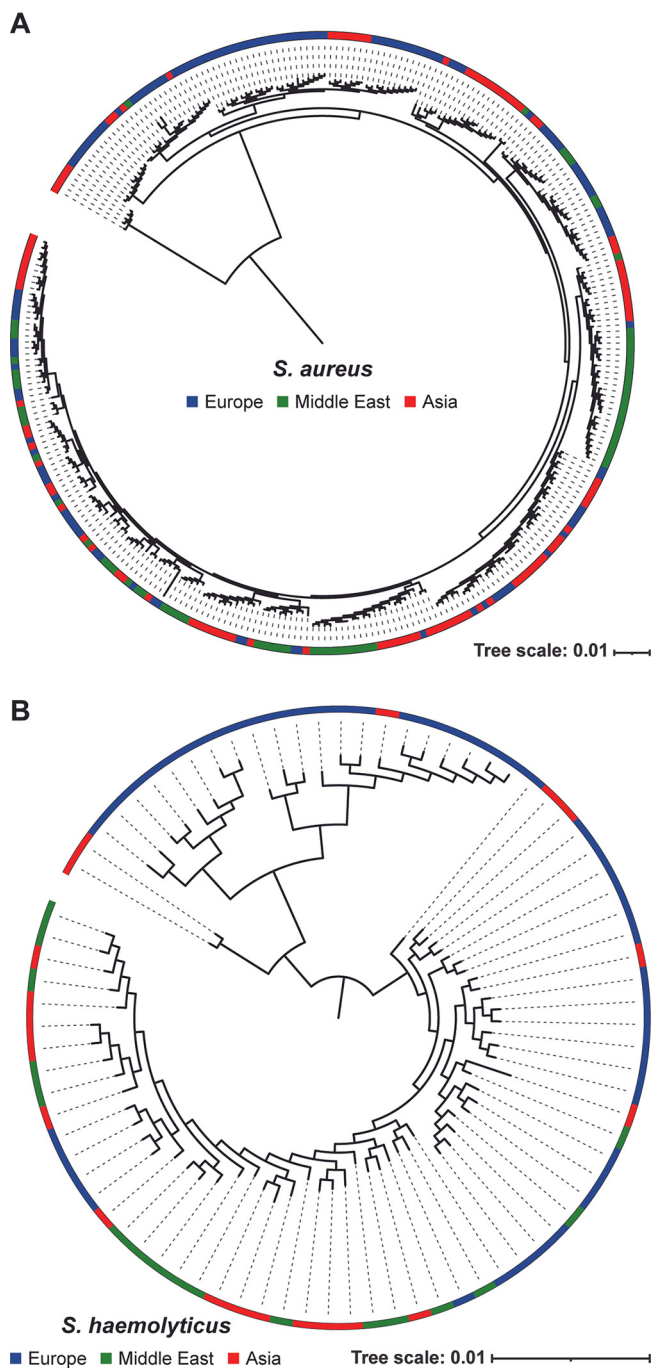 A
S. aureus
Europe Middle East Asia
Tree scale: 0.01
B
S. haemolyticus
Europe Middle East Asia
Tree scale: 0.01